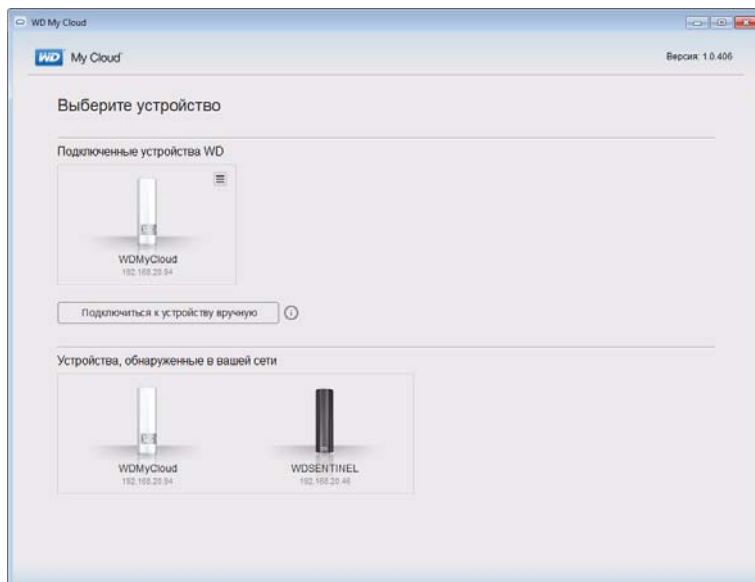 WD My Cloud
WD My Cloud
Версия: 1.0.406
Выберите устройство
Подключенные устройства WD
WDMyCloud
192.168.20.94
Подключиться к устройству вручную
Устройства, обнаруженные в вашей сети
WDMyCloud WDSENTINEL
192.168.20.94 192.168.20.46